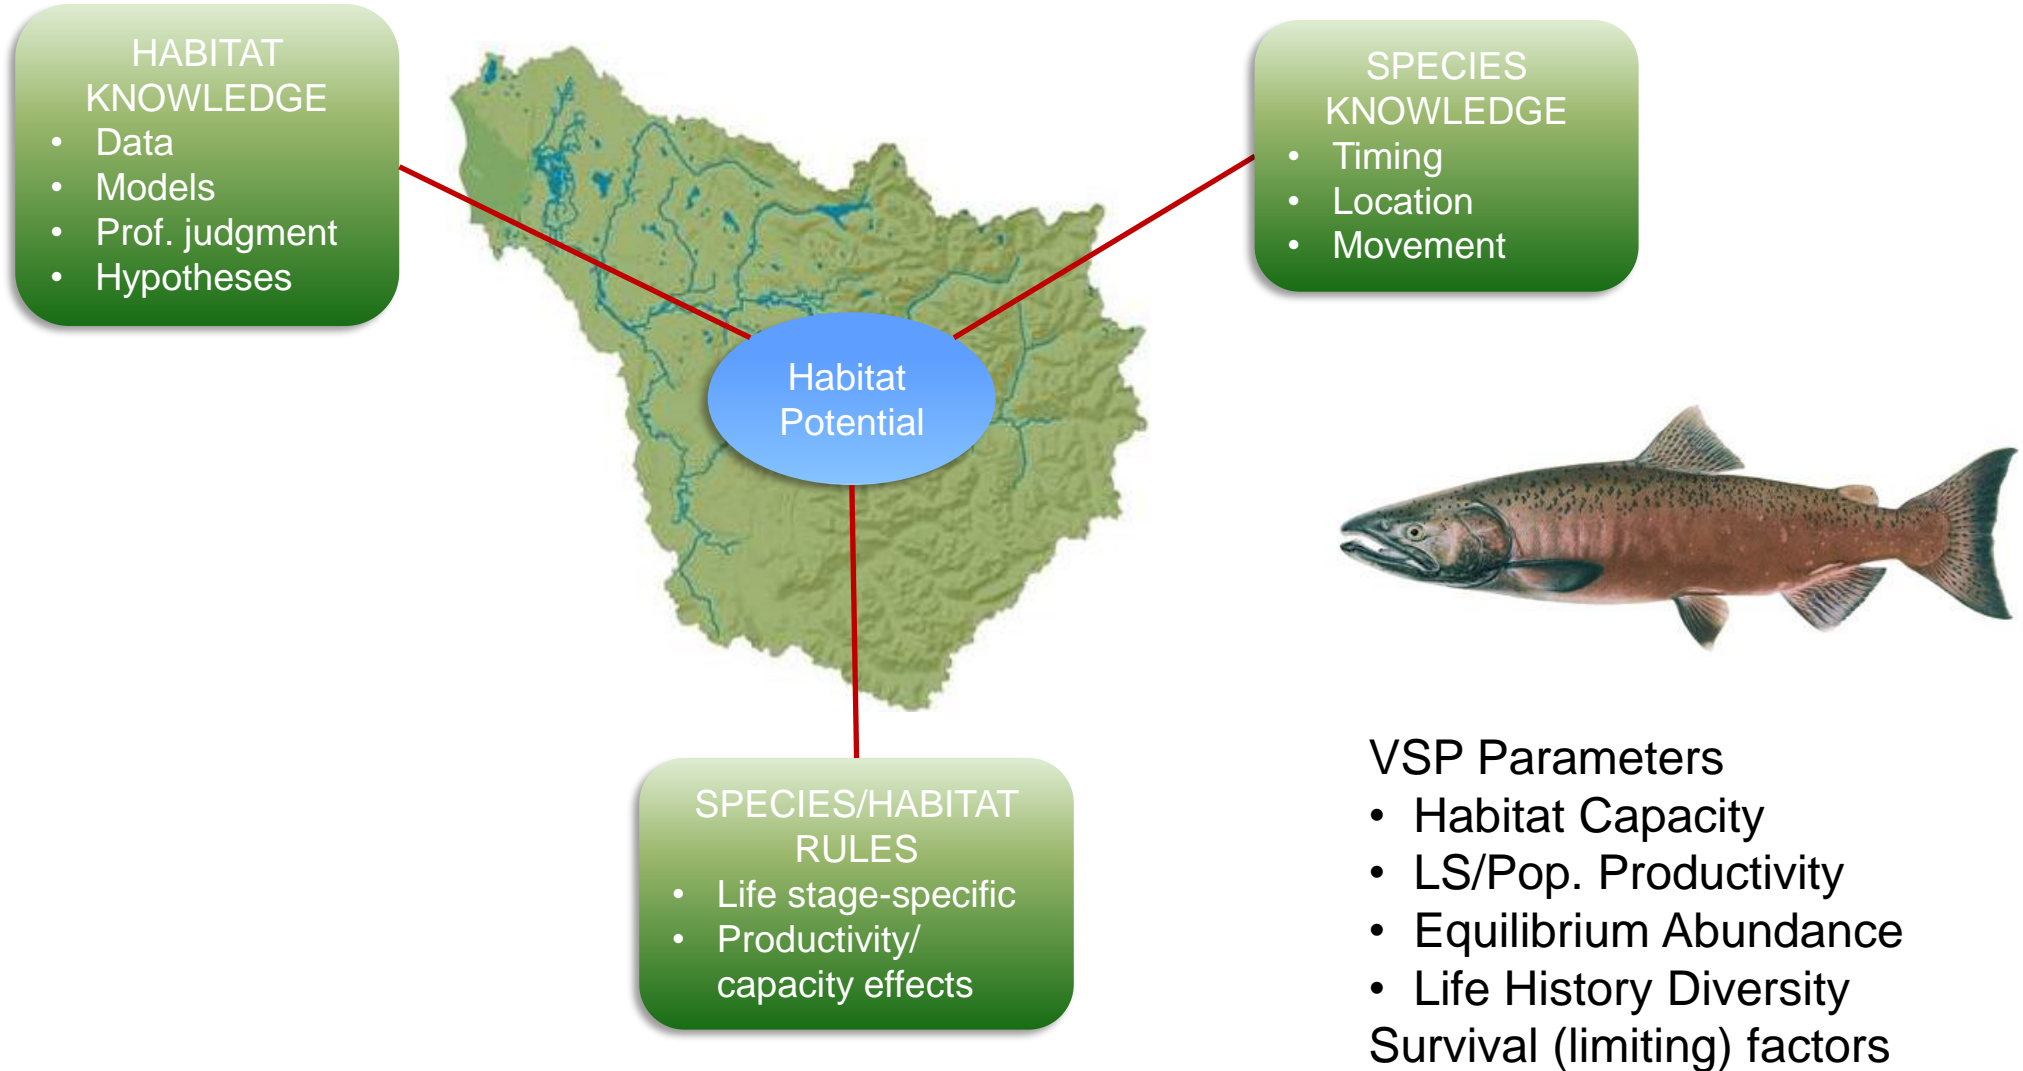 HABITAT
KNOWLEDGE
• Data
• Models
• Prof. judgment
• Hypotheses
SPECIES
KNOWLEDGE
• Timing
• Location
• Movement
Habitat
Potential
SPECIES/HABITAT
RULES
• Life stage-specific
• Productivity/
capacity effects
VSP Parameters
• Habitat Capacity
• LS/Pop. Productivity
• Equilibrium Abundance
• Life History Diversity
Survival (limiting) factors